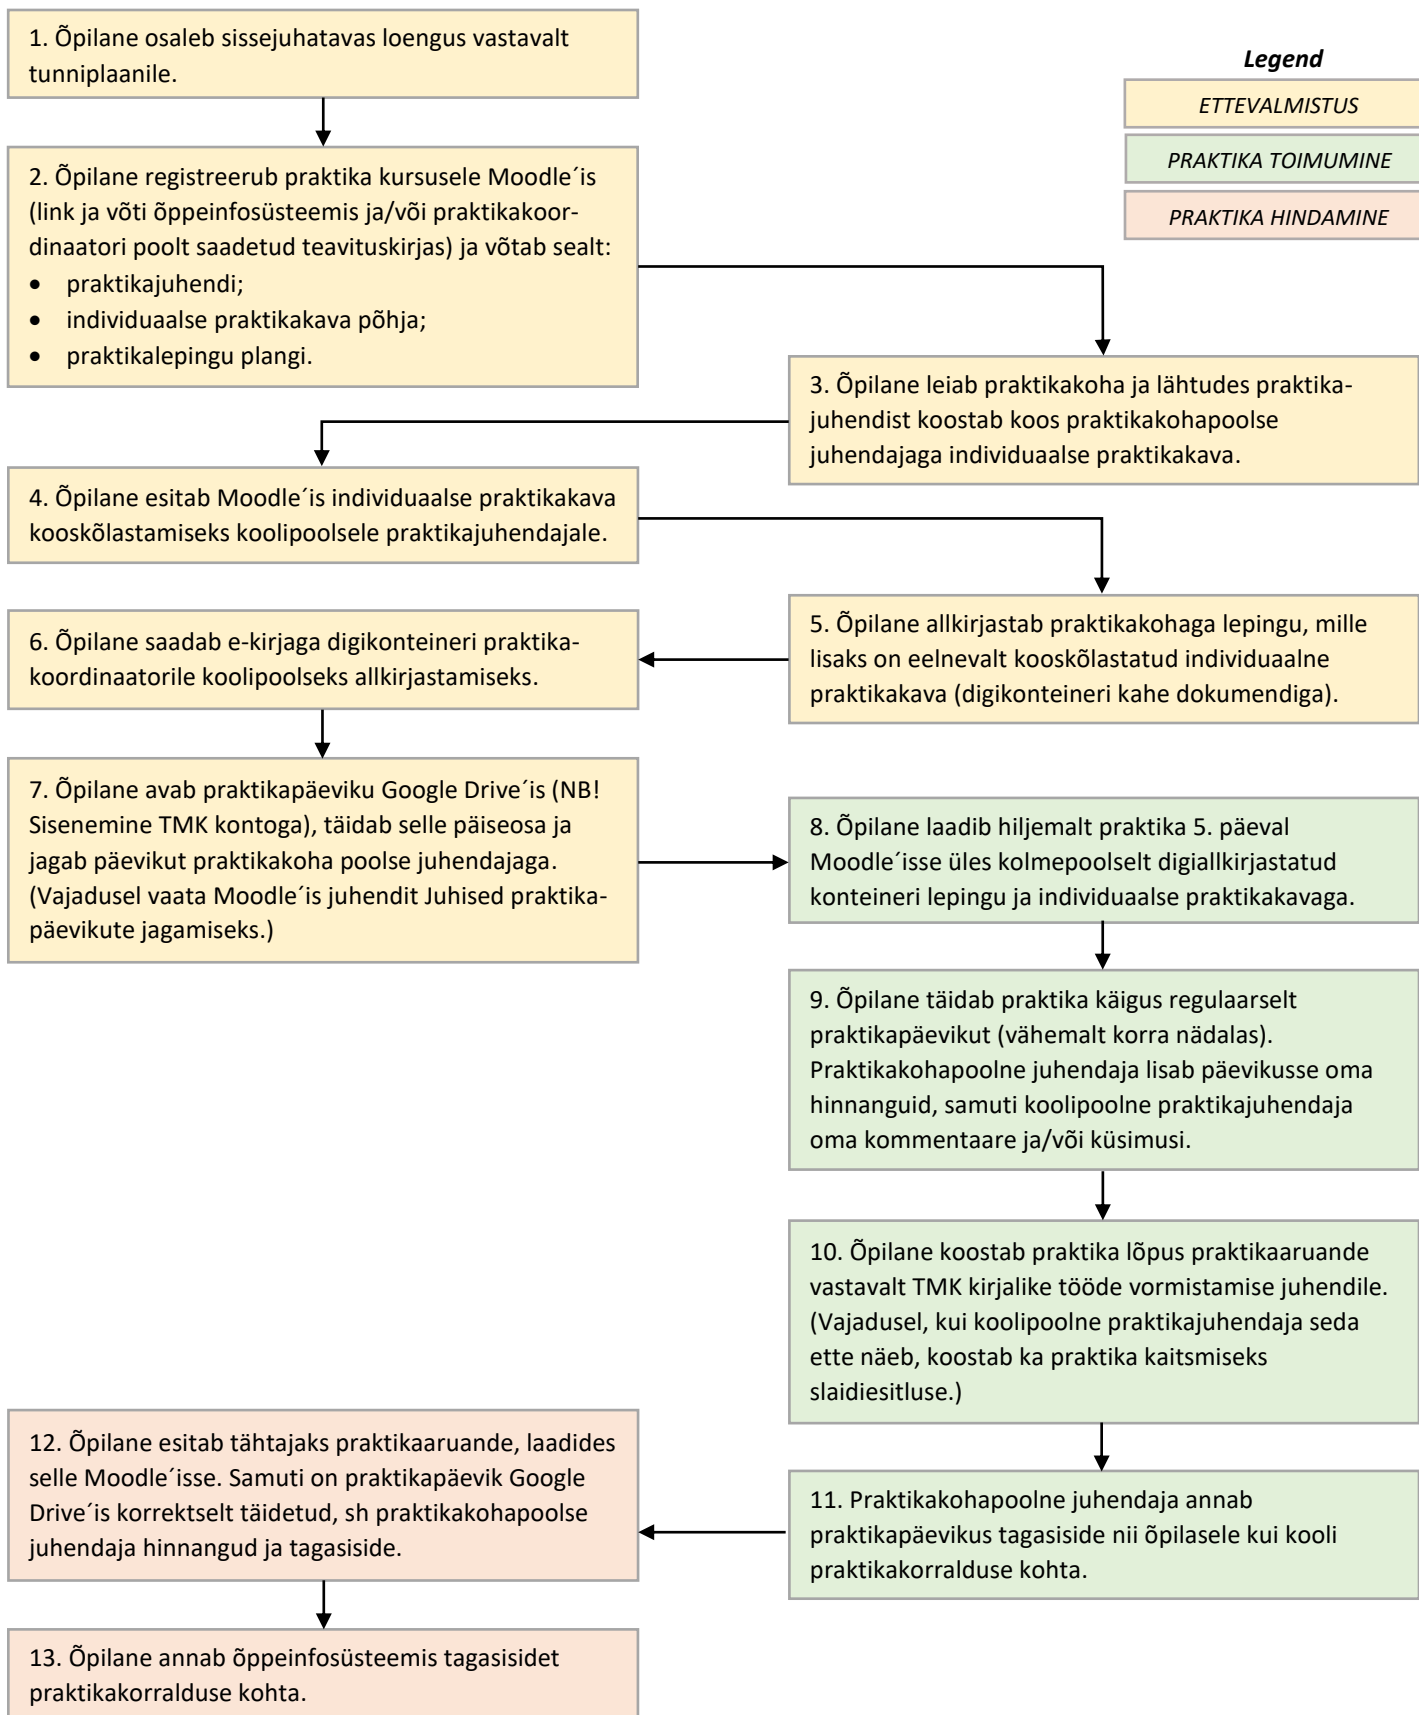 1. Õpilane osaleb sissejuhatavas loengus vastavalt
tunniplaanile.
Legend
ETTEVALMISTUS
PRAKTIKA TOIMUMINE
PRAKTIKA HINDAMINE
2. Õpilane registreerub praktika kursusele Moodle´is
(link ja võti õppeinfosüsteemis ja/või praktikakoor-
dinaatori poolt saadetud teavituskirjas) ja võtab sealt:
• praktikajuhendi;
• individuaalse praktikakava põhja;
• praktikalepingu plangi.
3. Õpilane leiab praktikakoha ja lähtudes praktika-
juhendist koostab koos praktikakohapoolse
juhendajaga individuaalse praktikakava.
4. Õpilane esitab Moodle´is individuaalse praktikakava
kooskõlastamiseks koolipoolsele praktikajuhendajale.
5. Õpilane allkirjastab praktikakohaga lepingu, mille
lisaks on eelnevalt kooskõlastatud individuaalne
praktikakava (digikonteineri kahe dokumendiga).
6. Õpilane saadab e-kirjaga digikonteineri praktika-
koordinaatorile koolipoolseks allkirjastamiseks.
7. Õpilane avab praktikapäeviku Google Drive´is (NB!
Sisenemine TMK kontoga), täidab selle päiseosa ja
jagab päevikut praktikakoha poolse juhendajaga.
(Vajadusel vaata Moodle´is juhendit Juhised praktika-
päevikute jagamiseks.)
8. Õpilane laadib hiljemalt praktika 5. päeval
Moodle´isse üles kolmepoolselt digiallkirjastatud
konteineri lepingu ja individuaalse praktikakavaga.
9. Õpilane täidab praktika käigus regulaarselt
praktikapäevikut (vähemalt korra nädalas).
Praktikakohapoolne juhendaja lisab päevikusse oma
hinnanguid, samuti koolipoolne praktikajuhendaja
oma kommentaare ja/või küsimusi.
10. Õpilane koostab praktika lõpus praktikaaruande
vastavalt TMK kirjalike tööde vormistamise juhendile.
(Vajadusel, kui koolipoolne praktikajuhendaja seda
ette näeb, koostab ka praktika kaitsmiseks
slaidiesitluse.)
11. Praktikakohapoolne juhendaja annab
praktikapäevikus tagasiside nii õpilasele kui kooli
praktikakorralduse kohta.
12. Õpilane esitab tähtajaks praktikaaruande, laadides
selle Moodle´isse. Samuti on praktikapäevik Google
Drive´is korrektselt täidetud, sh praktikakohapoolse
juhendaja hinnangud ja tagasiside.
13. Õpilane annab õppeinfosüsteemis tagasisidet
praktikakorralduse kohta.